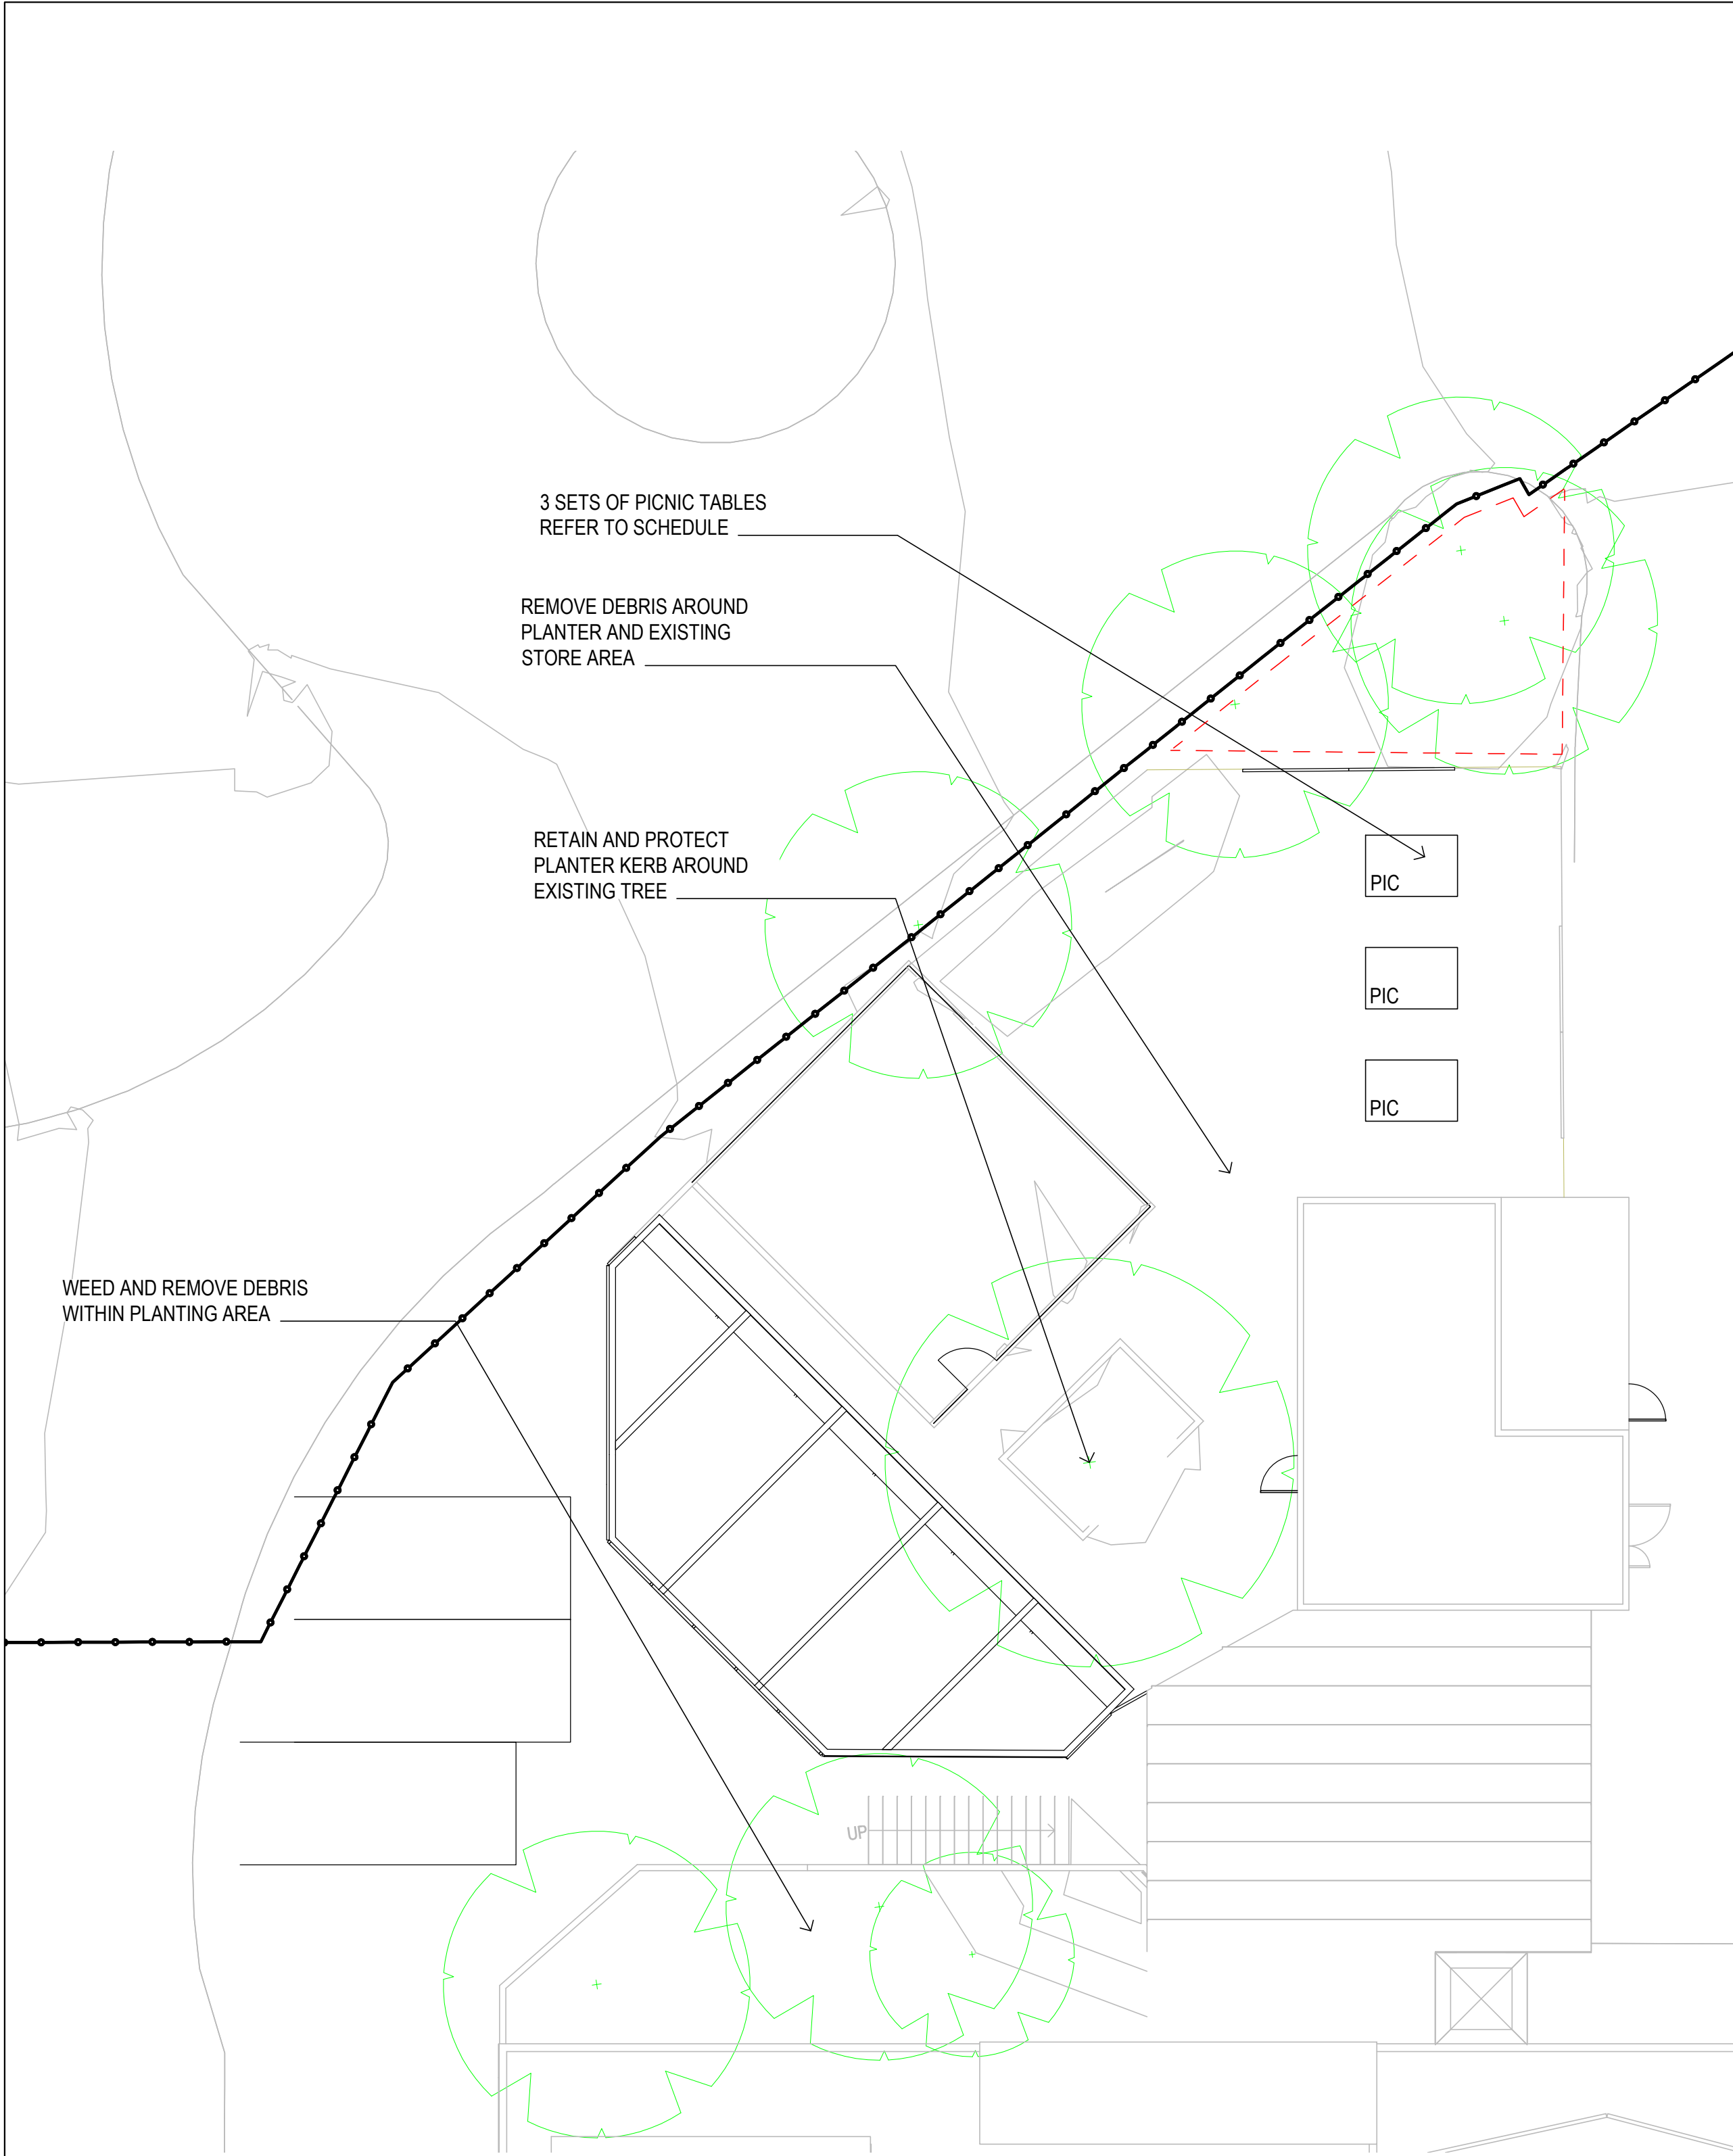 3 SETS OF PICNIC TABLES
REFER TO SCHEDULE
REMOVE DEBRIS AROUND
PLANTER AND EXISTING
STORE AREA
RETAIN AND PROTECT
PLANTER KERB AROUND
EXISTING TREE
PIC
PIC
PIC
WEED AND REMOVE DEBRIS
WITHIN PLANTING AREA
UP